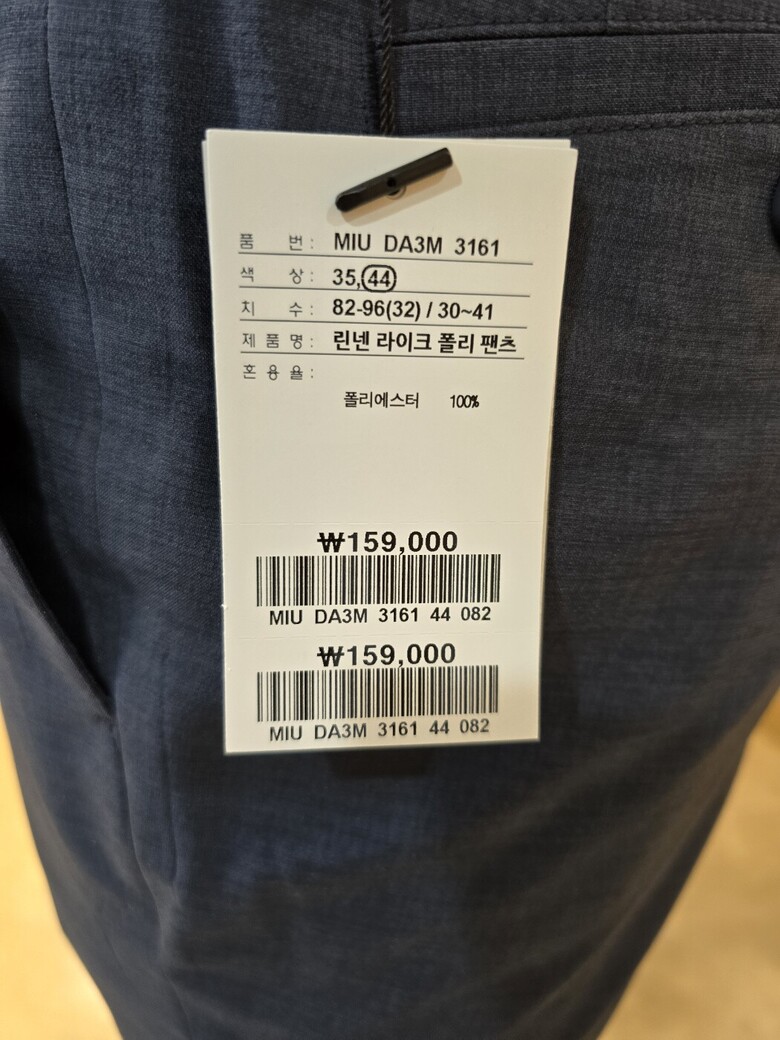 품 번 : MIU DA3M 3161
색 상 : 35,44
치 수 : 82-96(32) / 30~41
제 품 명 : 린넨 라이크 폴리 팬츠
혼 용 율 :
폴리에스터 100%
₩159,000
MIU DA3M 3161 44 082
₩159,000
MIU DA3M 3161 44 082